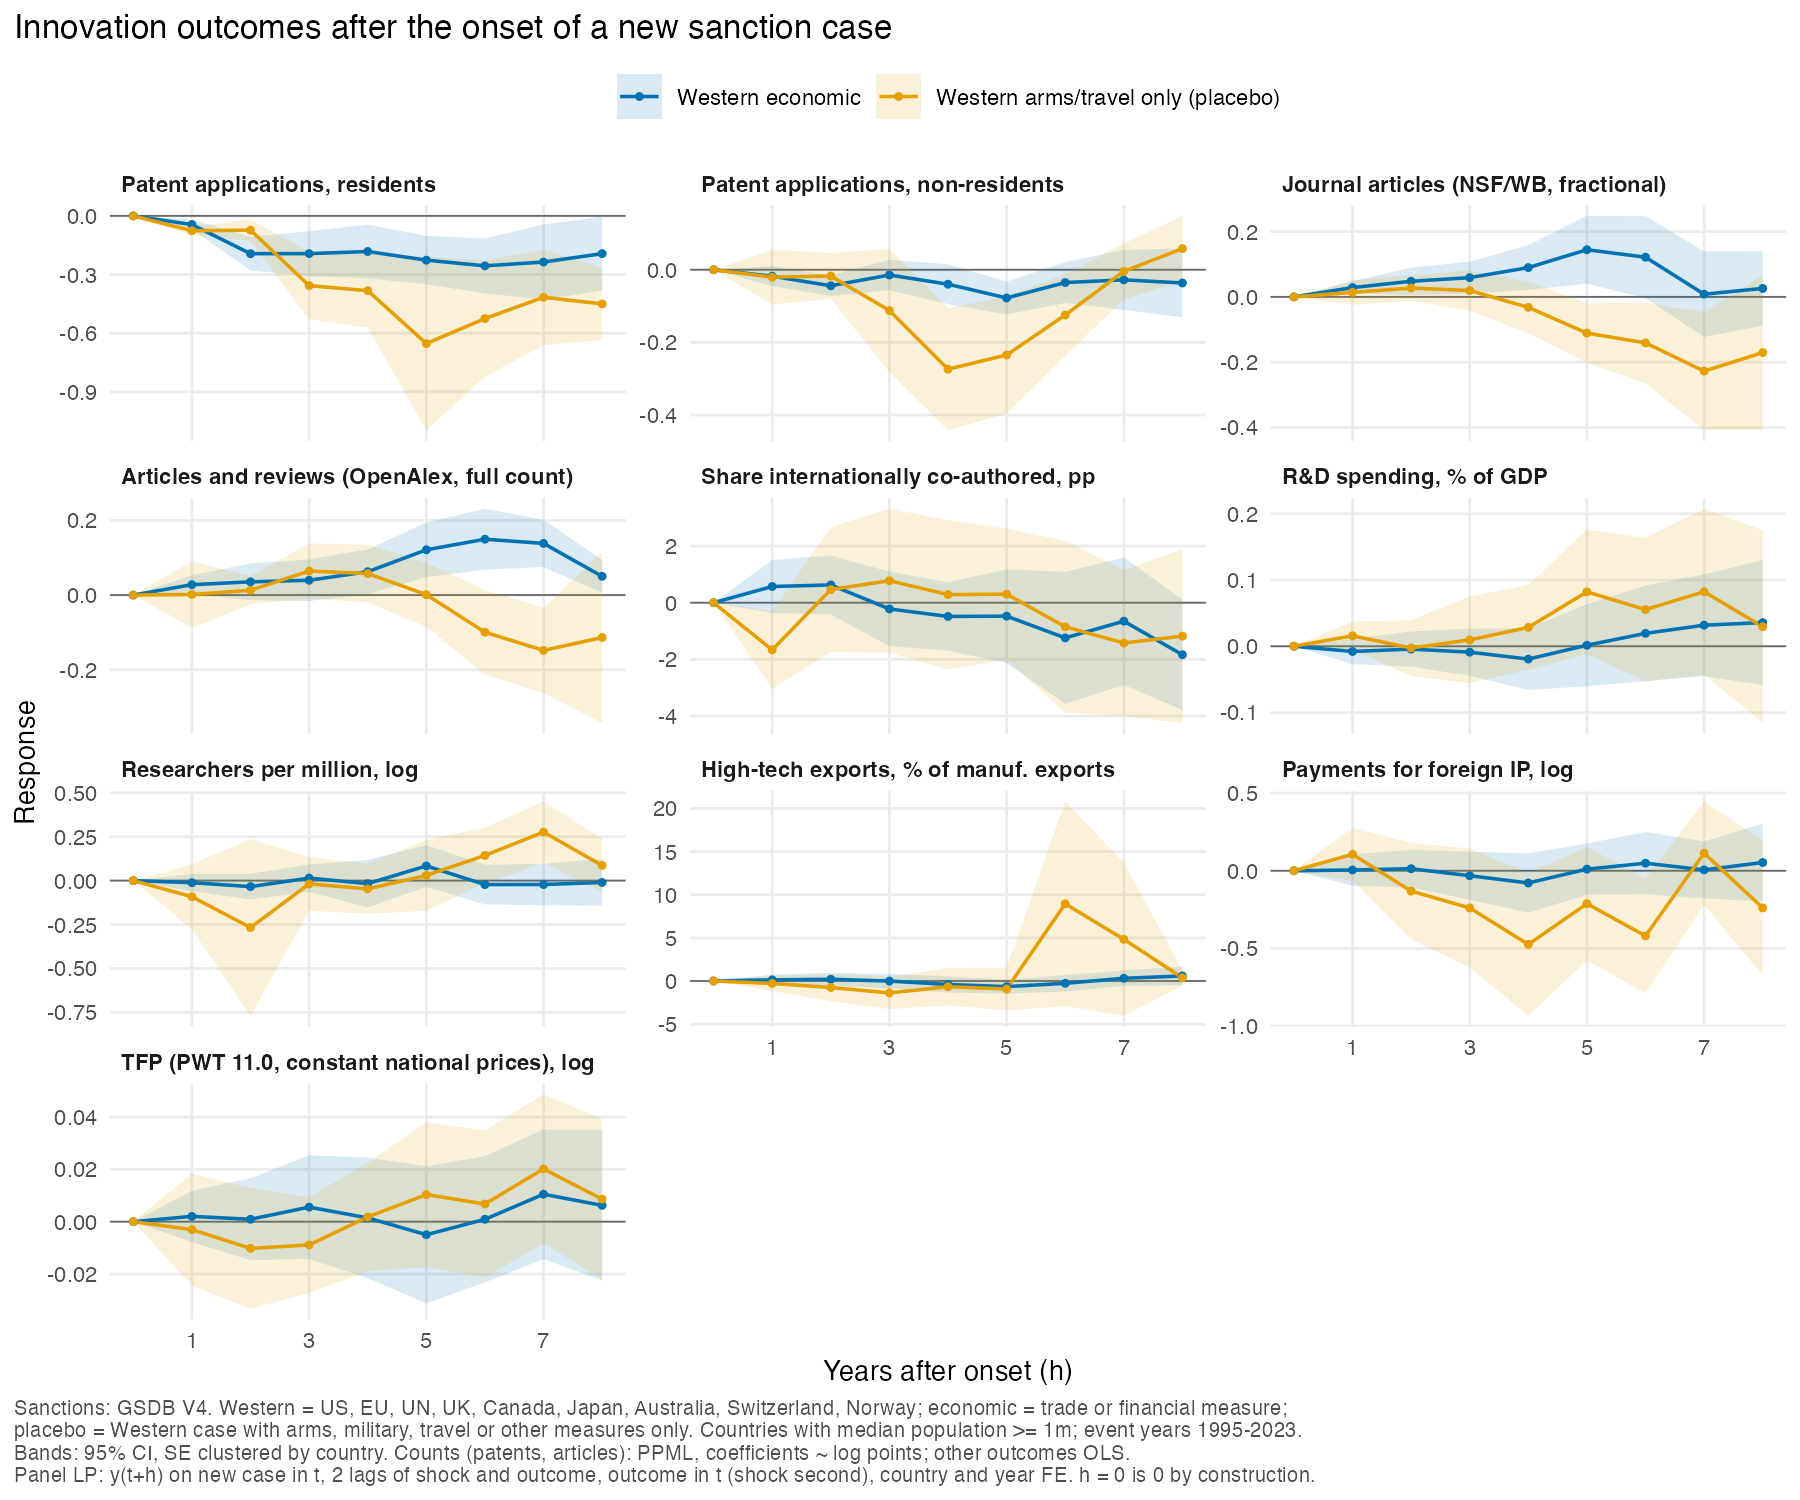 Innovation outcomes after the onset of a new sanction case
Western economic
Western arms/travel only (placebo)
Patent applications, residents
Patent applications, non-residents
Journal articles (NSF/WB, fractional)
0.0
-0.3
-0.6
-0.9
0.0
-0.2
-0.4
0.2
0.0
-0.2
-0.4
Articles and reviews (OpenAlex, full count)
Share internationally co-authored, pp
R&D spending, % of GDP
0.2
0.0
-0.2
2
0
-2
-4
0.2
0.1
0.0
-0.1
Response
Researchers per million, log
High-tech exports, % of manuf. exports
Payments for foreign IP, log
0.50
0.25
0.00
-0.25
-0.50
-0.75
20
15
10
5
0
-5
1 3 5 7
0.5
0.0
-0.5
-1.0
1 3 5 7
TFP (PWT 11.0, constant national prices), log
0.04
0.02
0.00
-0.02
1 3 5 7
Years after onset (h)
Sanctions: GSDB V4. Western = US, EU, UN, UK, Canada, Japan, Australia, Switzerland, Norway; economic = trade or financial measure;
placebo = Western case with arms, military, travel or other measures only. Countries with median population >= 1m; event years 1995-2023.
Bands: 95% CI, SE clustered by country. Counts (patents, articles): PPML, coefficients ~ log points; other outcomes OLS.
Panel LP: y(t+h) on new case in t, 2 lags of shock and outcome, outcome in t (shock second), country and year FE. h = 0 is 0 by construction.